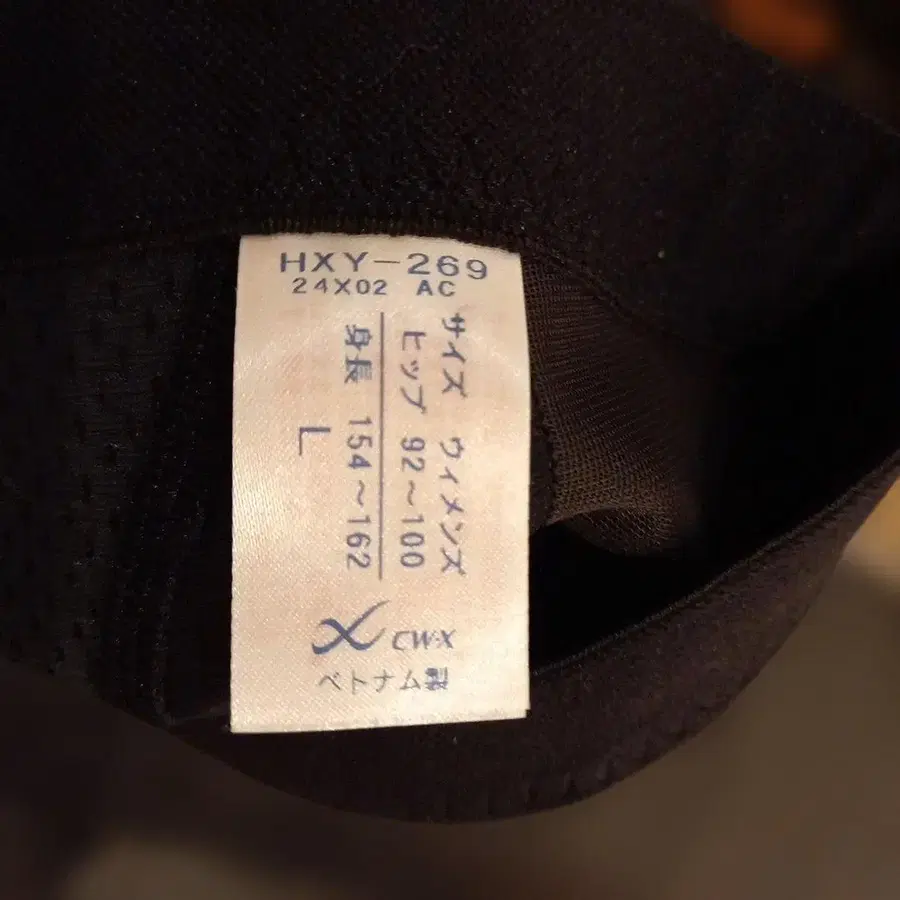 HXY-269
24X02 AC
サイズ ウィメンズ
ヒップ 92~100
身長 154~162
L
CW-X
ベトナム製